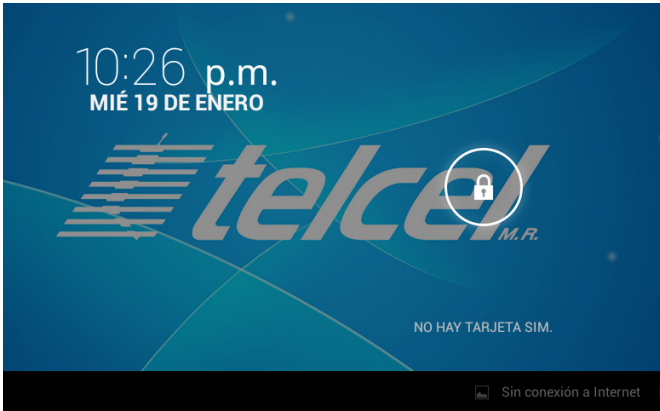 10:26 p.m.
MIÉ 19 DE ENERO
telcel
M.R.
NO HAY TARJETA SIM.
Sin conexión a Internet